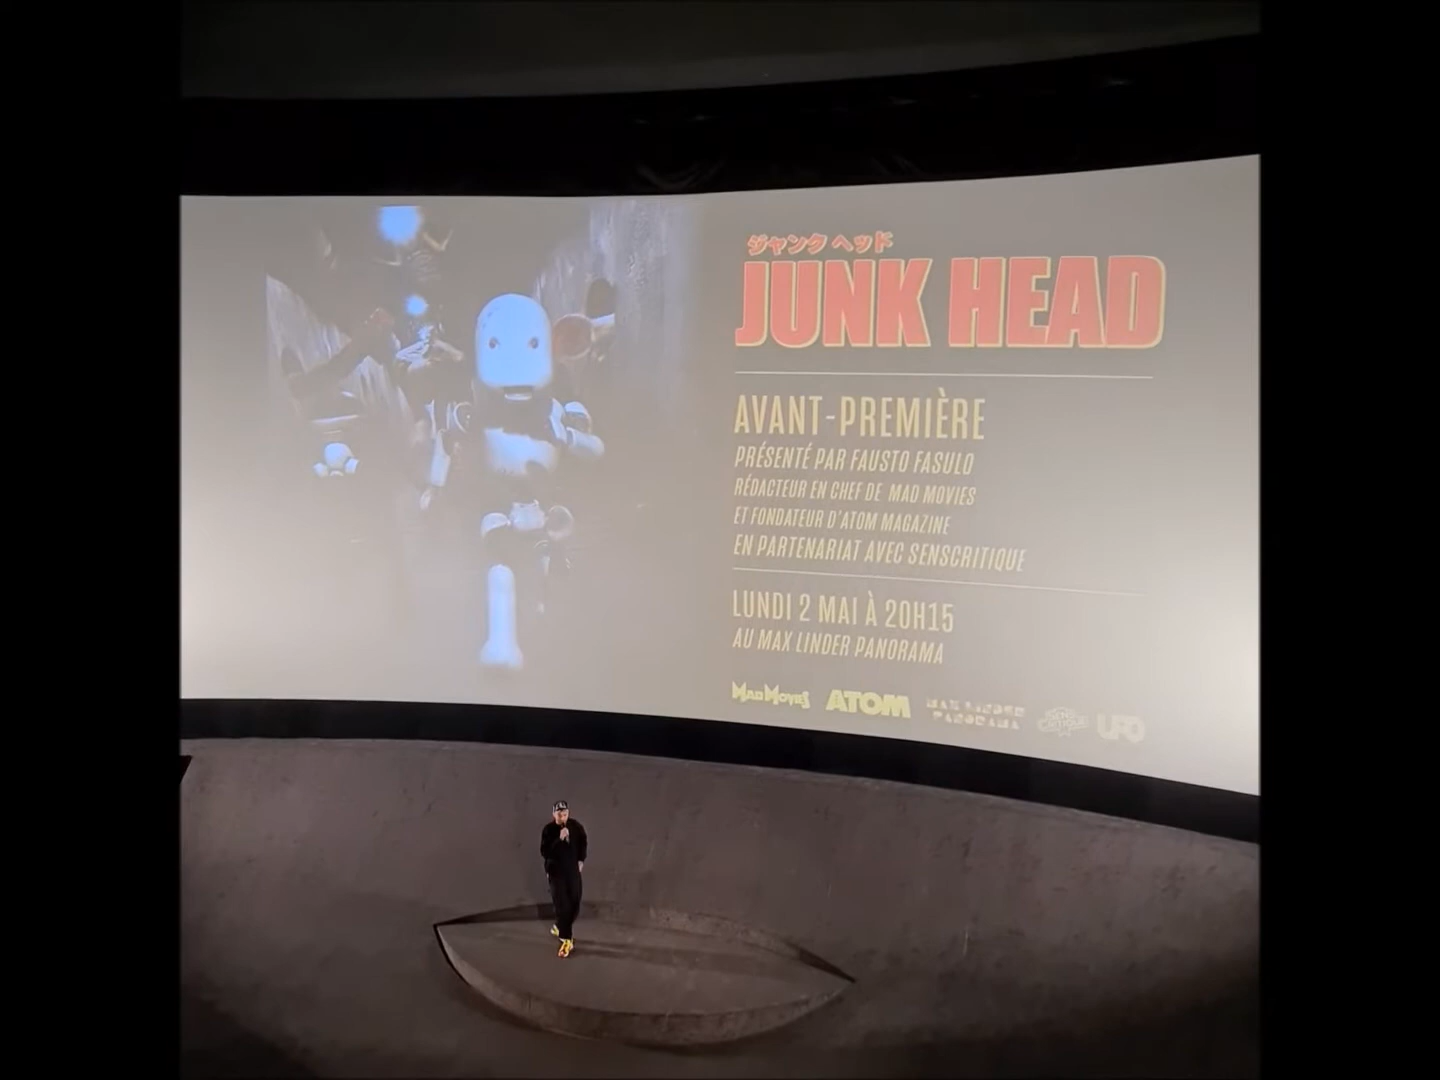 ジャンク ヘッド
JUNK HEAD
AVANT-PREMIÈRE
PRÉSENTÉ PAR FAUSTO FASULO
RÉDACTEUR EN CHEF DE MAD MOVIES
ET FONDATEUR D'ATOM MAGAZINE
EN PARTENARIAT AVEC SENSCRITIQUE
LUNDI 2 MAI À 20H15
AU MAX LINDER PANORAMA
MAD MOVIES ATOM MAX LINDER PANORAMA SENS CRITIQUE UFO